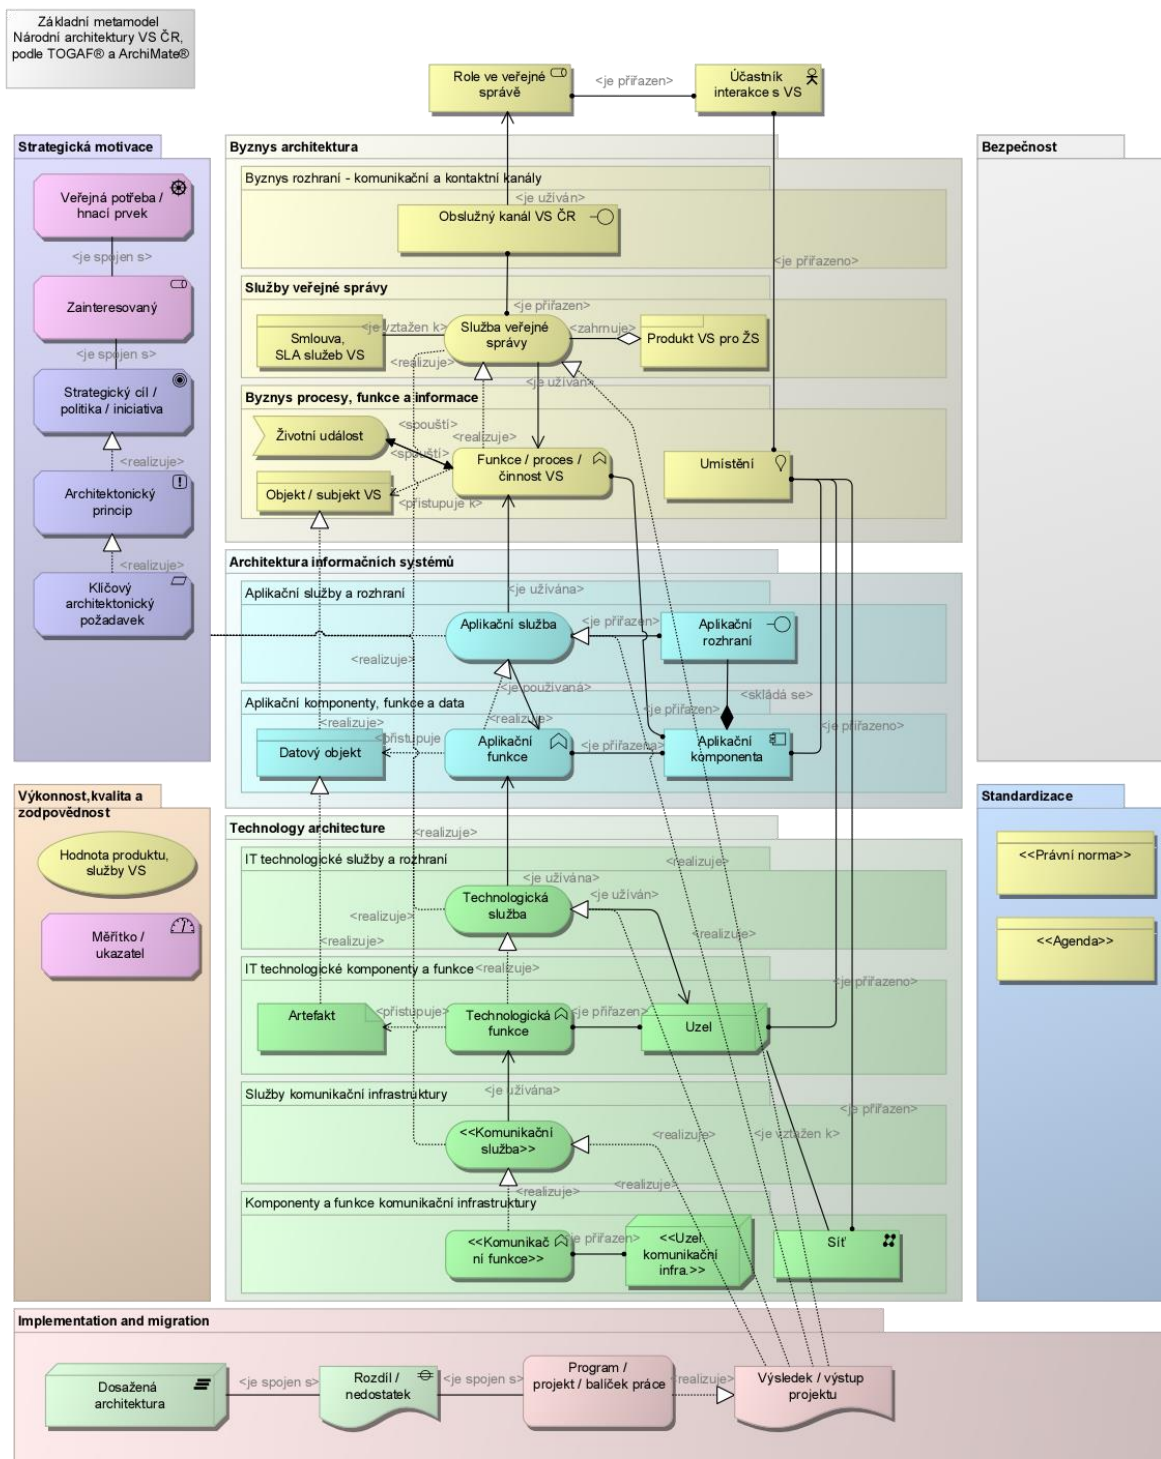 Základní metamodel
Národní architektury VS ČR,
podle TOGAF® a ArchiMate®
Role ve veřejné
správě
<je přiřazen>
Účastník
interakce s VS
Strategická motivace
Veřejná potřeba /
hnací prvek
<je spojen s>
Zainteresovaný
<je spojen s>
Strategický cíl /
politika / iniciativa
<realizuje>
Architektonický
princip
<realizuje>
Klíčový
architektonický
požadavek
Byznys architektura
Byznys rozhraní - komunikační a kontaktní kanály
<je užíván>
Obslužný kanál VS ČR
<je přiřazeno>
Služby veřejné správy
<je přiřazen>
Smlouva,
SLA služeb VS
<je vztažen k>
Služba veřejné
správy
<zahrnuje>
Produkt VS pro ŽS
<realizuje>
<je užíván>
Byznys procesy, funkce a informace
Životní událost
<spouští>
<realizuje>
<spouští>
Funkce / proces /
činnost VS
Umístění
Objekt / subjekt VS
<přistupuje k>
Architektura informačních systémů
<je užívána>
Aplikační služby a rozhraní
Aplikační služba
<je přiřazen>
Aplikační
rozhraní
<realizuje>
<je používaná>
<skládá se>
Aplikační komponenty, funkce a data
<je přiřazen>
<realizuje>
<realizuje>
<je přiřazeno>
Datový objekt
<přistupuje
Aplikační
funkce
<je přiřazena>
Aplikační
komponenta
Bezpečnost
Výkonnost,kvalita a
zodpovědnost
Hodnota produktu,
služby VS
Měřítko /
ukazatel
Technology architecture
<realizuje>
IT technologické služby a rozhraní
<realizuje>
<je užívána>
Technologická
služba
<je užíván>
<realizuje>
<realizuje>
<realizuje>
IT technologické komponenty a funkce
<realizuje>
<je přiřazeno>
Artefakt
<přistupuje>
Technologická
funkce
<je přiřazen>
Uzel
Služby komunikační infrastruktury
<je užívána>
<je přiřazen>
<<Komunikační
služba>>
<realizuje>
<je vztažen k>
<realizuje>
<realizuje>
Komponenty a funkce komunikační infrastruktury
<<Komunikač
ní funkce>>
<je přiřazen>
<<Uzel
komunikační
infra.>>
Síť
Standardizace
<<Právní norma>>
<<Agenda>>
Implementation and migration
Dosažená
architektura
<je spojen s>
Rozdíl /
nedostatek
<je spojen s>
Program /
projekt / balíček práce
<realizuje>
Výsledek / výstup
projektu